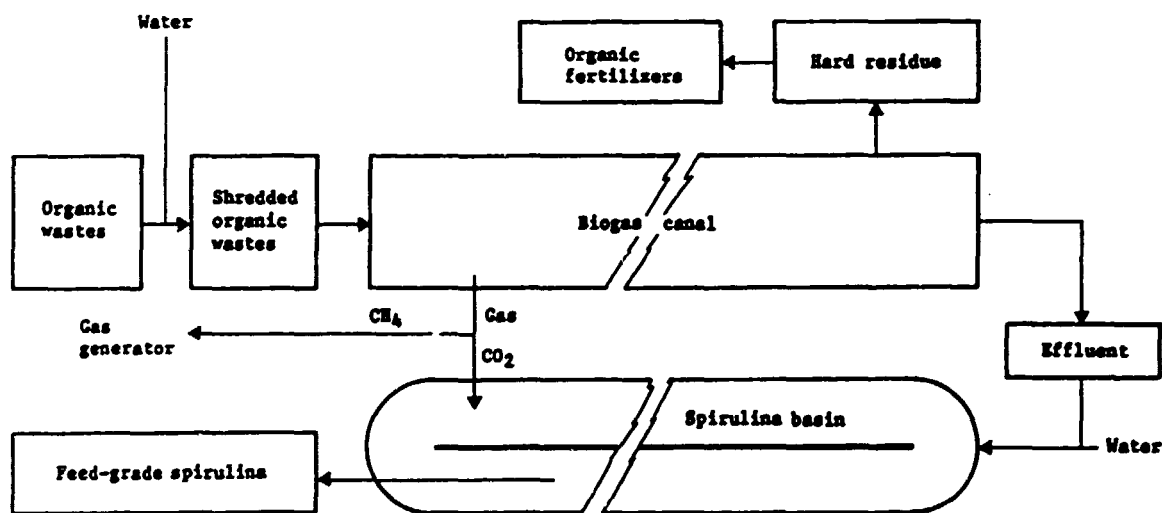 Water
Organic
fertilizers
Hard residue
Organic
wastes
Shredded
organic
wastes
Biogas canal
CH₄
Gas
Gas
generator
CO₂
Effluent
Spirulina basin
Water
Feed-grade spirulina